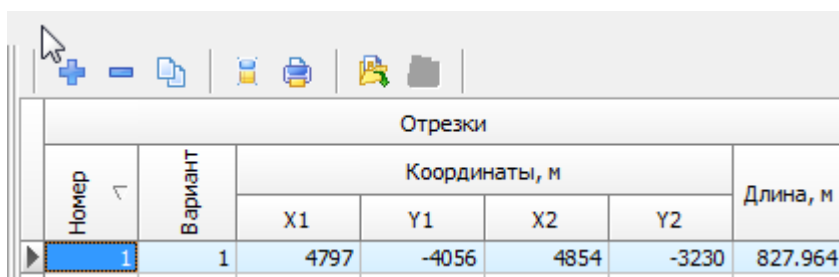 Отрезки
Номер Вариант Координаты, м Длина, м
X1 Y1 X2 Y2
1 1 4797 -4056 4854 -3230 827.964